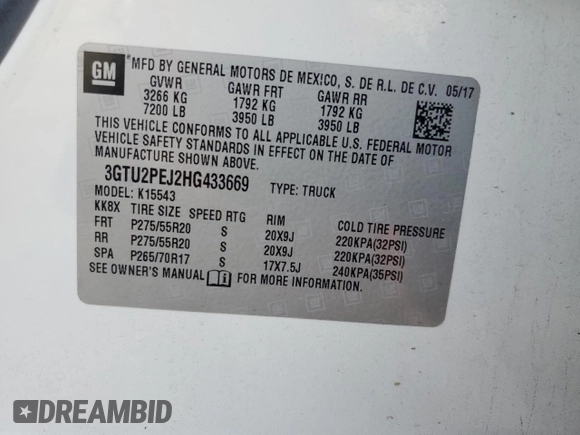 GM
*MFD BY GENERAL MOTORS DE MEXICO, S. DE R.L. DE C.V. 05/17
GVWR GAWR FRT GAWR RR
3266 KG 1792 KG 1792 KG
7200 LB 3950 LB 3950 LB
THIS VEHICLE CONFORMS TO ALL APPLICABLE U.S. FEDERAL MOTOR
VEHICLE SAFETY STANDARDS IN EFFECT ON THE DATE OF
MANUFACTURE SHOWN ABOVE.
3GTU2PEJ2HG433669 TYPE: TRUCK
MODEL: K15543
KK8X TIRE SIZE SPEED RTG RIM COLD TIRE PRESSURE
FRT P275/55R20 S 20X9J 220KPA(32PSI)
RR P275/55R20 S 20X9J 220KPA(32PSI)
SPA P265/70R17 S 17X7.5J 240KPA(35PSI)
SEE OWNER'S MANUAL i FOR MORE INFORMATION.
DREAMBID